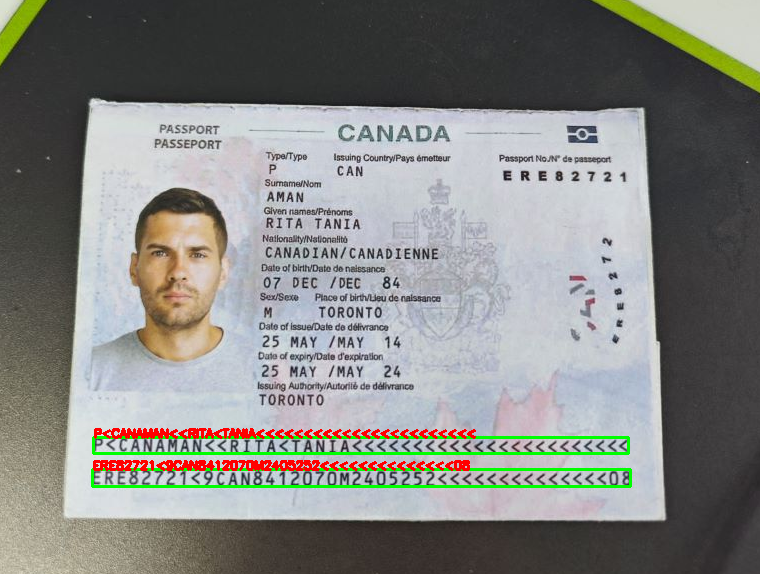 PASSPORT
PASSEPORT
CANADA
Type/Type Issuing Country/Pays émetteur Passport No./N° de passeport
P CAN ERE82721
Surname/Nom
AMAN
Given names/Prénoms
RITA TANIA
Nationality/Nationalité
CANADIAN/CANADIENNE
Date of birth/Date de naissance
07 DEC /DEC 84
Sex/Sexe Place of birth/Lieu de naissance
M TORONTO
Date of issue/Date de délivrance
25 MAY /MAY 14
Date of expiry/Date d'expiration
25 MAY /MAY 24
Issuing Authority/Autorité de délivrance
TORONTO
ERE8272
P<CANAMAN<<RITA<TANIA<<<<<<<<<<<<<<<<<<<<<<<
P<CANAMAN<<RITA<TANIA<<<<<<<<<<<<<<<<<<<<<<<
ERE82721<9CAN8412070M2405252<<<<<<<<<<<<<<08
ERE82721<9CAN8412070M2405252<<<<<<<<<<<<<<08